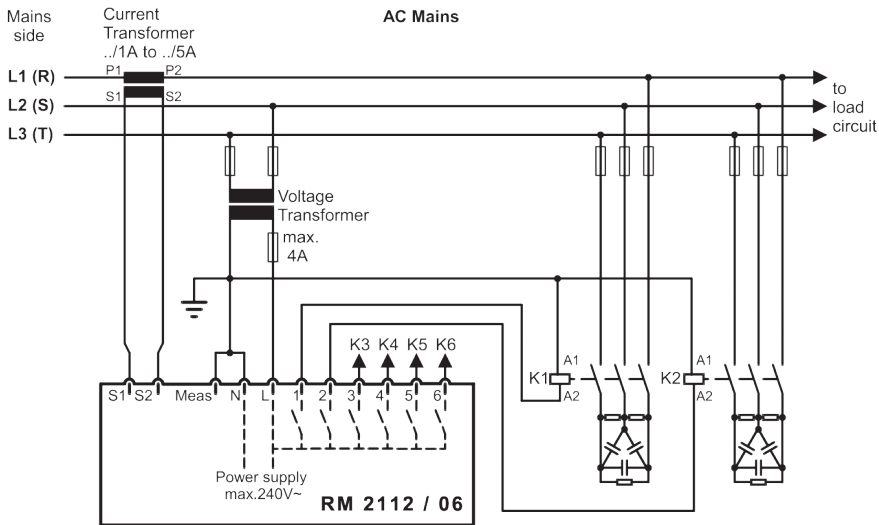 Mains
side
Current
Transformer
../1A to ../5A
AC Mains
P1 P2
L1 (R)
S1 S2
L2 (S)
L3 (T)
to
load
circuit
Voltage
Transformer
max.
4A
K3 K4 K5 K6
K1 A1
A2
K2 A1
A2
S1 S2 Meas N L 1 2 3 4 5 6
Power supply
max.240V~
RM 2112 / 06